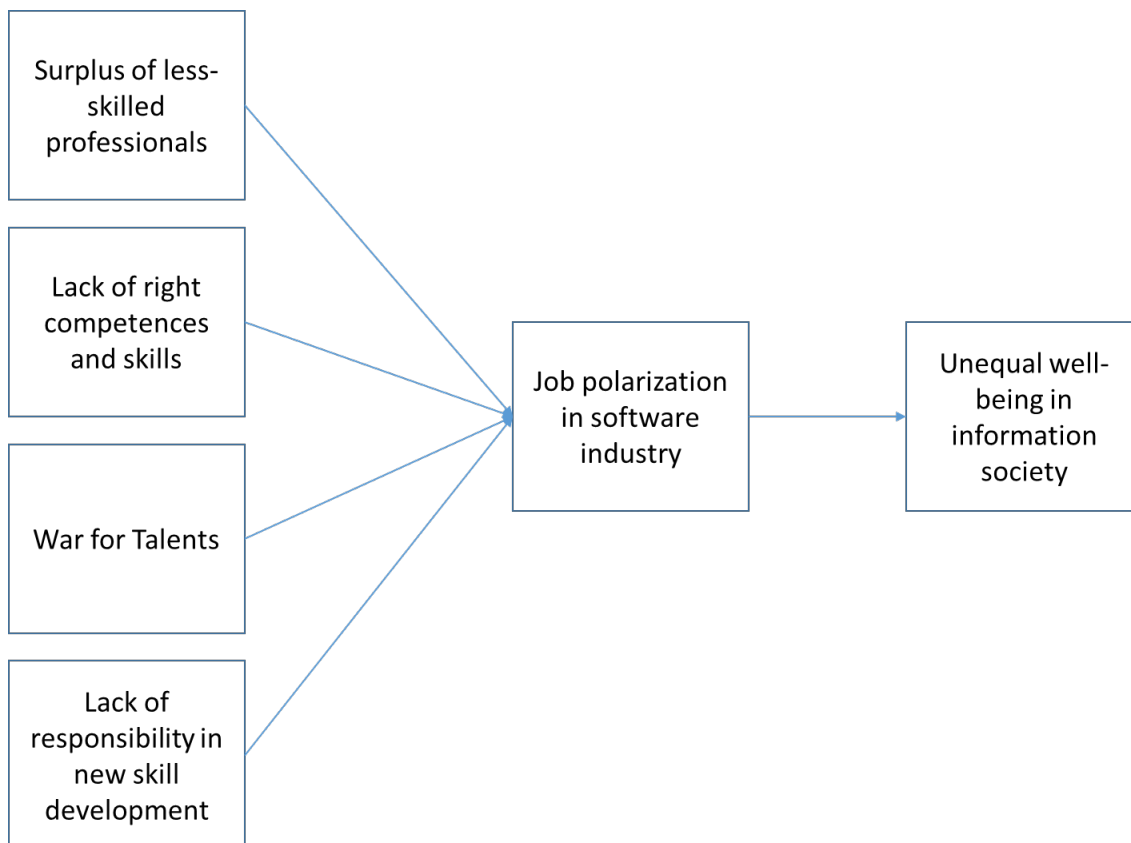 Surplus of less-
skilled
professionals
Lack of right
competences
and skills
War for Talents
Lack of
responsibility in
new skill
development
Job polarization
in software
industry
Unequal well-
being in
information
society